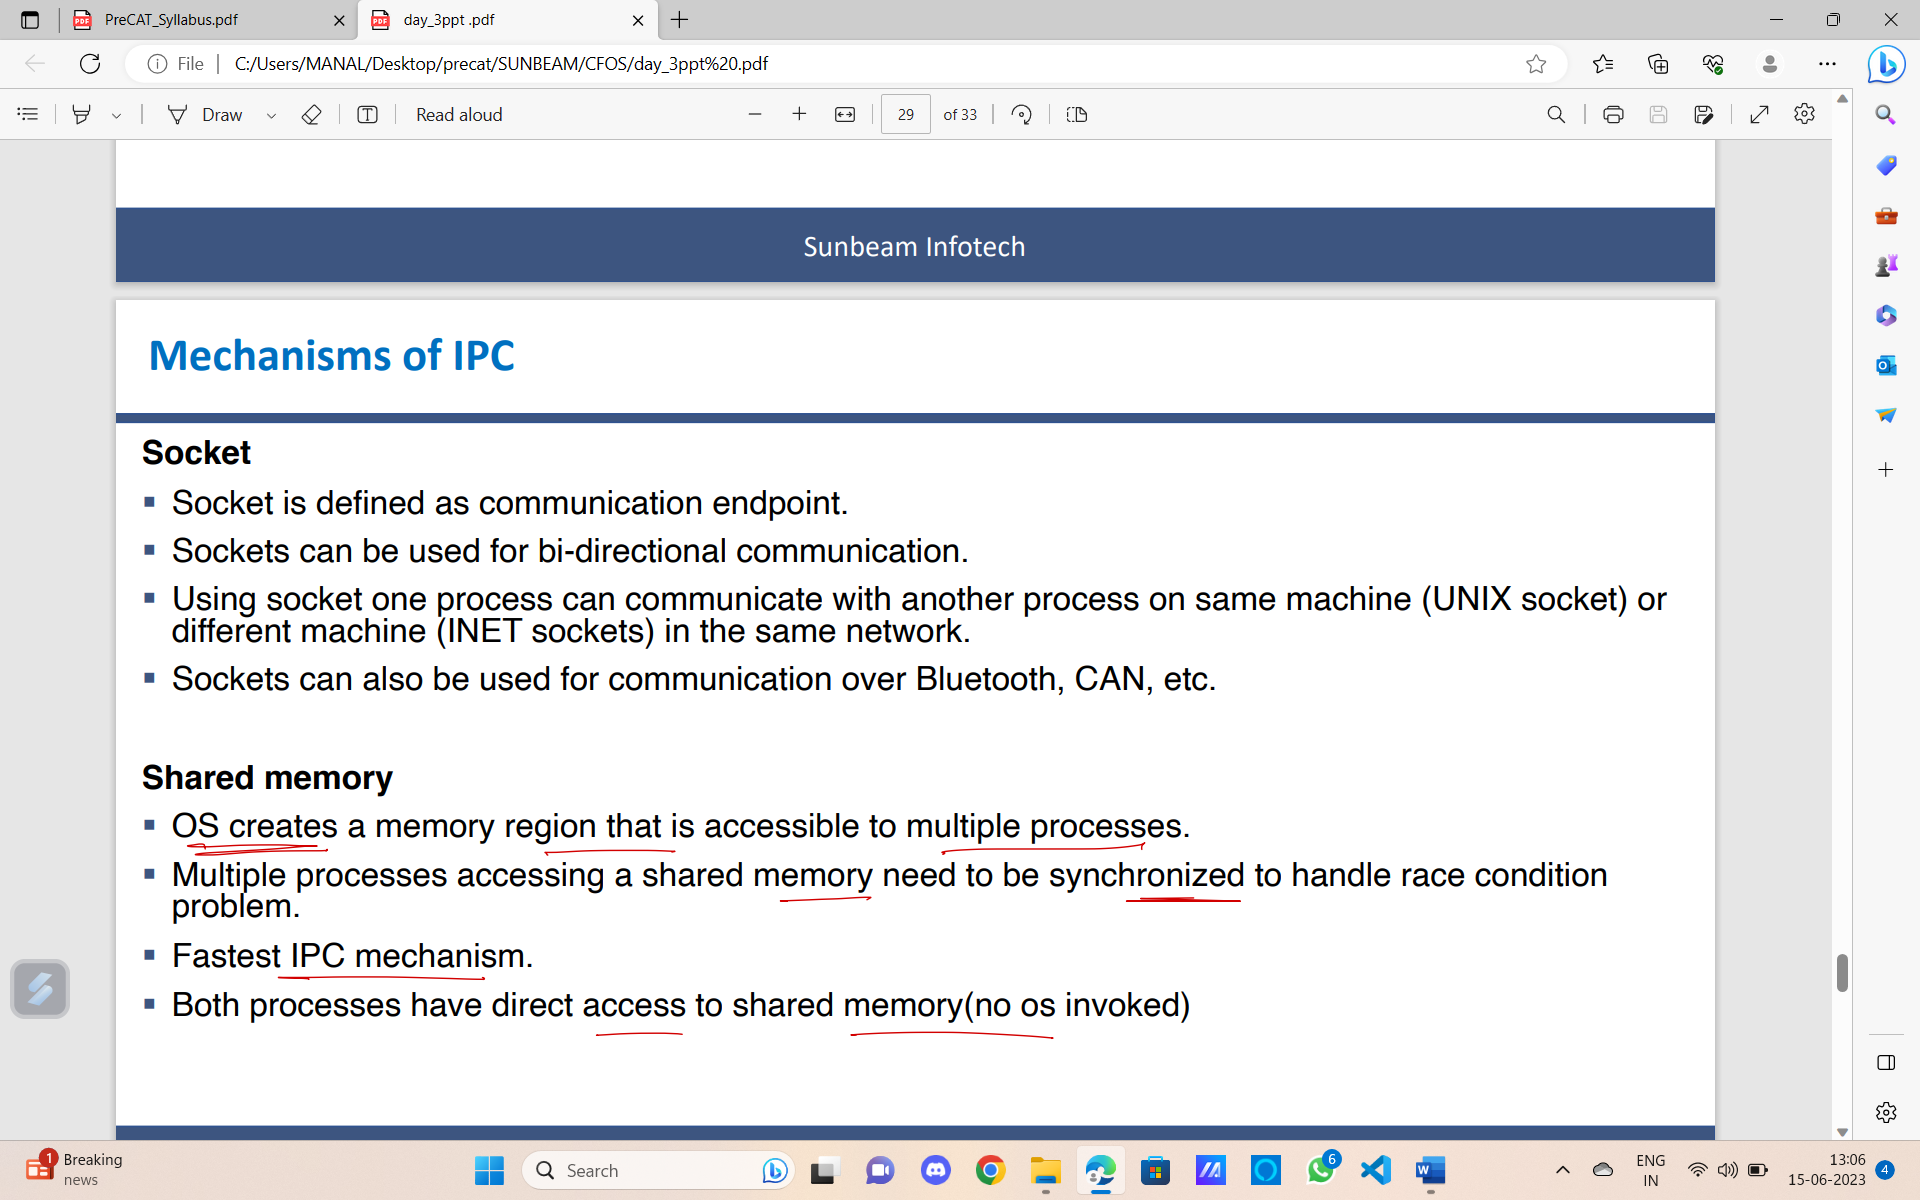 PreCAT_Syllabus.pdf
day_3ppt .pdf
File
C:/Users/MANAL/Desktop/precat/SUNBEAM/CFOS/day_3ppt%20.pdf
Draw
Read aloud
29
of 33
Sunbeam Infotech
Mechanisms of IPC
Socket
Socket is defined as communication endpoint.
Sockets can be used for bi-directional communication.
Using socket one process can communicate with another process on same machine (UNIX socket) or
different machine (INET sockets) in the same network.
Sockets can also be used for communication over Bluetooth, CAN, etc.
Shared memory
OS creates a memory region that is accessible to multiple processes.
Multiple processes accessing a shared memory need to be synchronized to handle race condition
problem.
Fastest IPC mechanism.
Both processes have direct access to shared memory(no os invoked)
1
Breaking
news
Search
6
ENG
IN
13:06
15-06-2023
4